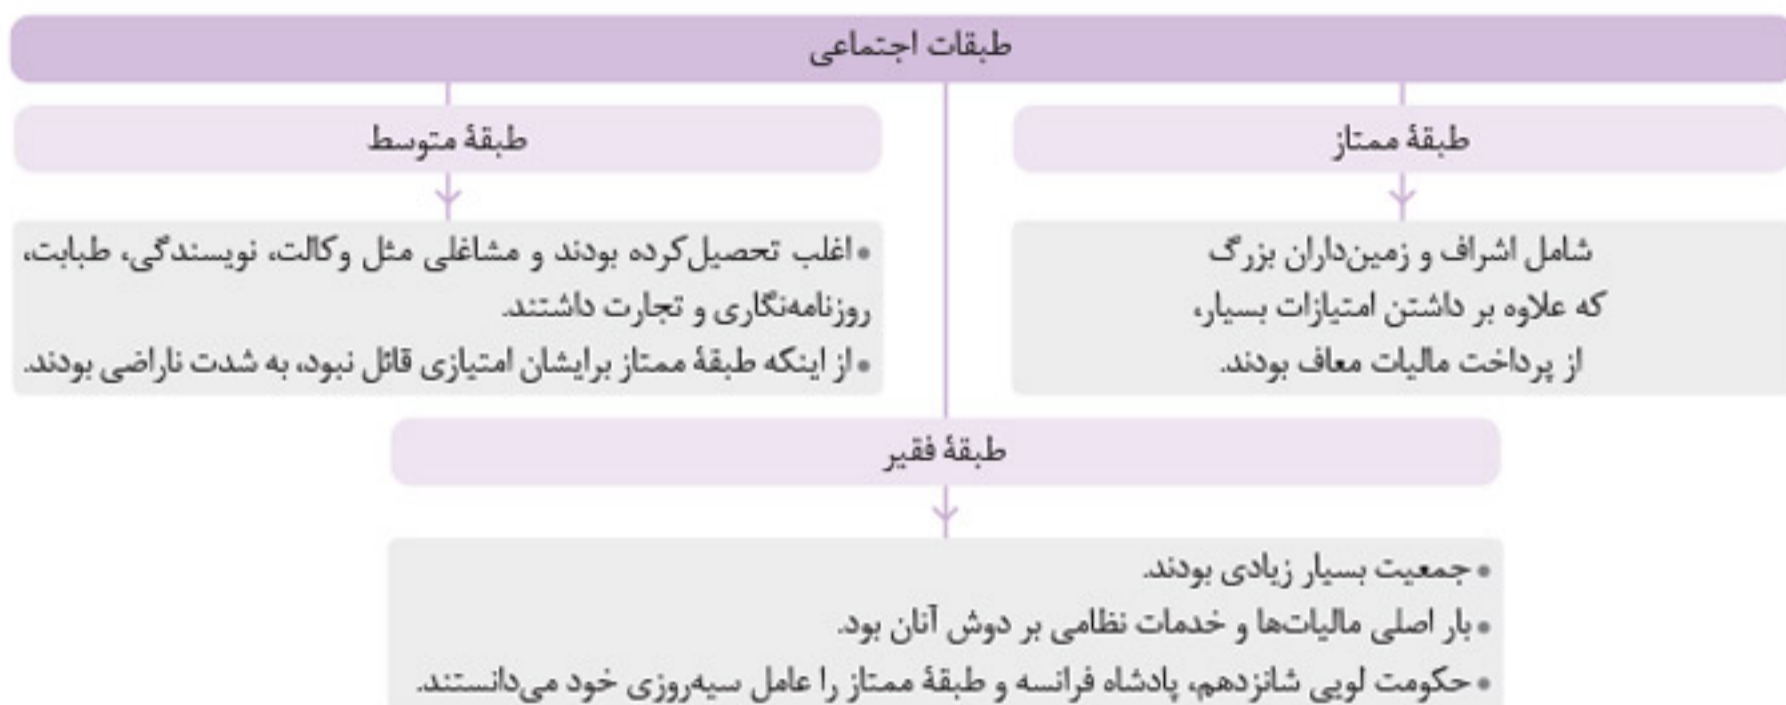 طبقات اجتماعی
طبقهٔ ممتاز
شامل اشراف و زمین‌داران بزرگ
که علاوه بر داشتن امتیازات بسیار،
از پرداخت مالیات معاف بودند.
طبقهٔ متوسط
• اغلب تحصیل‌کرده بودند و مشاغلی مثل وکالت، نویسندگی، طبابت،
روزنامه‌نگاری و تجارت داشتند.
• از اینکه طبقهٔ ممتاز برایشان امتیازی قائل نبود، به شدت ناراضی بودند.
طبقهٔ فقیر
• جمعیت بسیار زیادی بودند.
• بار اصلی مالیات‌ها و خدمات نظامی بر دوش آنان بود.
• حکومت لویی شانزدهم، پادشاه فرانسه و طبقهٔ ممتاز را عامل سیه‌روزی خود می‌دانستند.